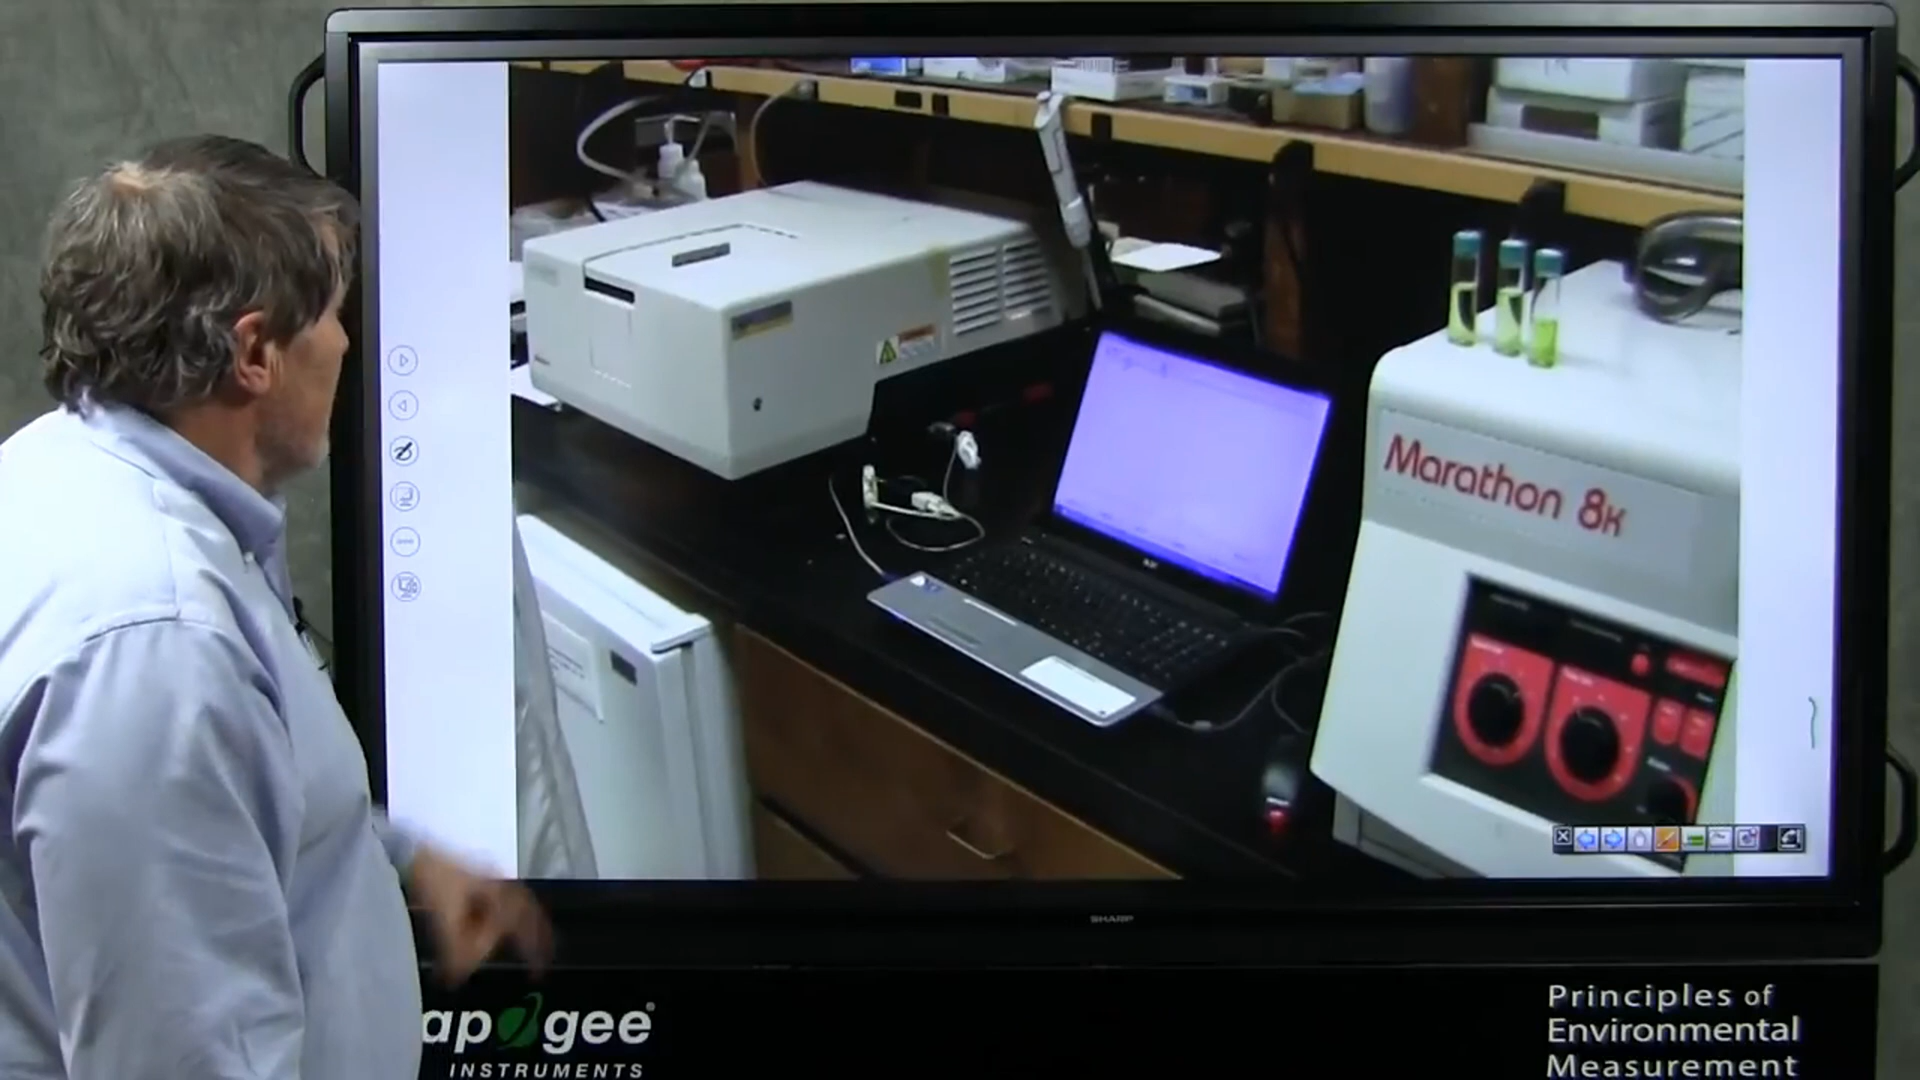 Marathon 8K
SHARP
apogee
INSTRUMENTS
Principles of
Environmental
Measurement